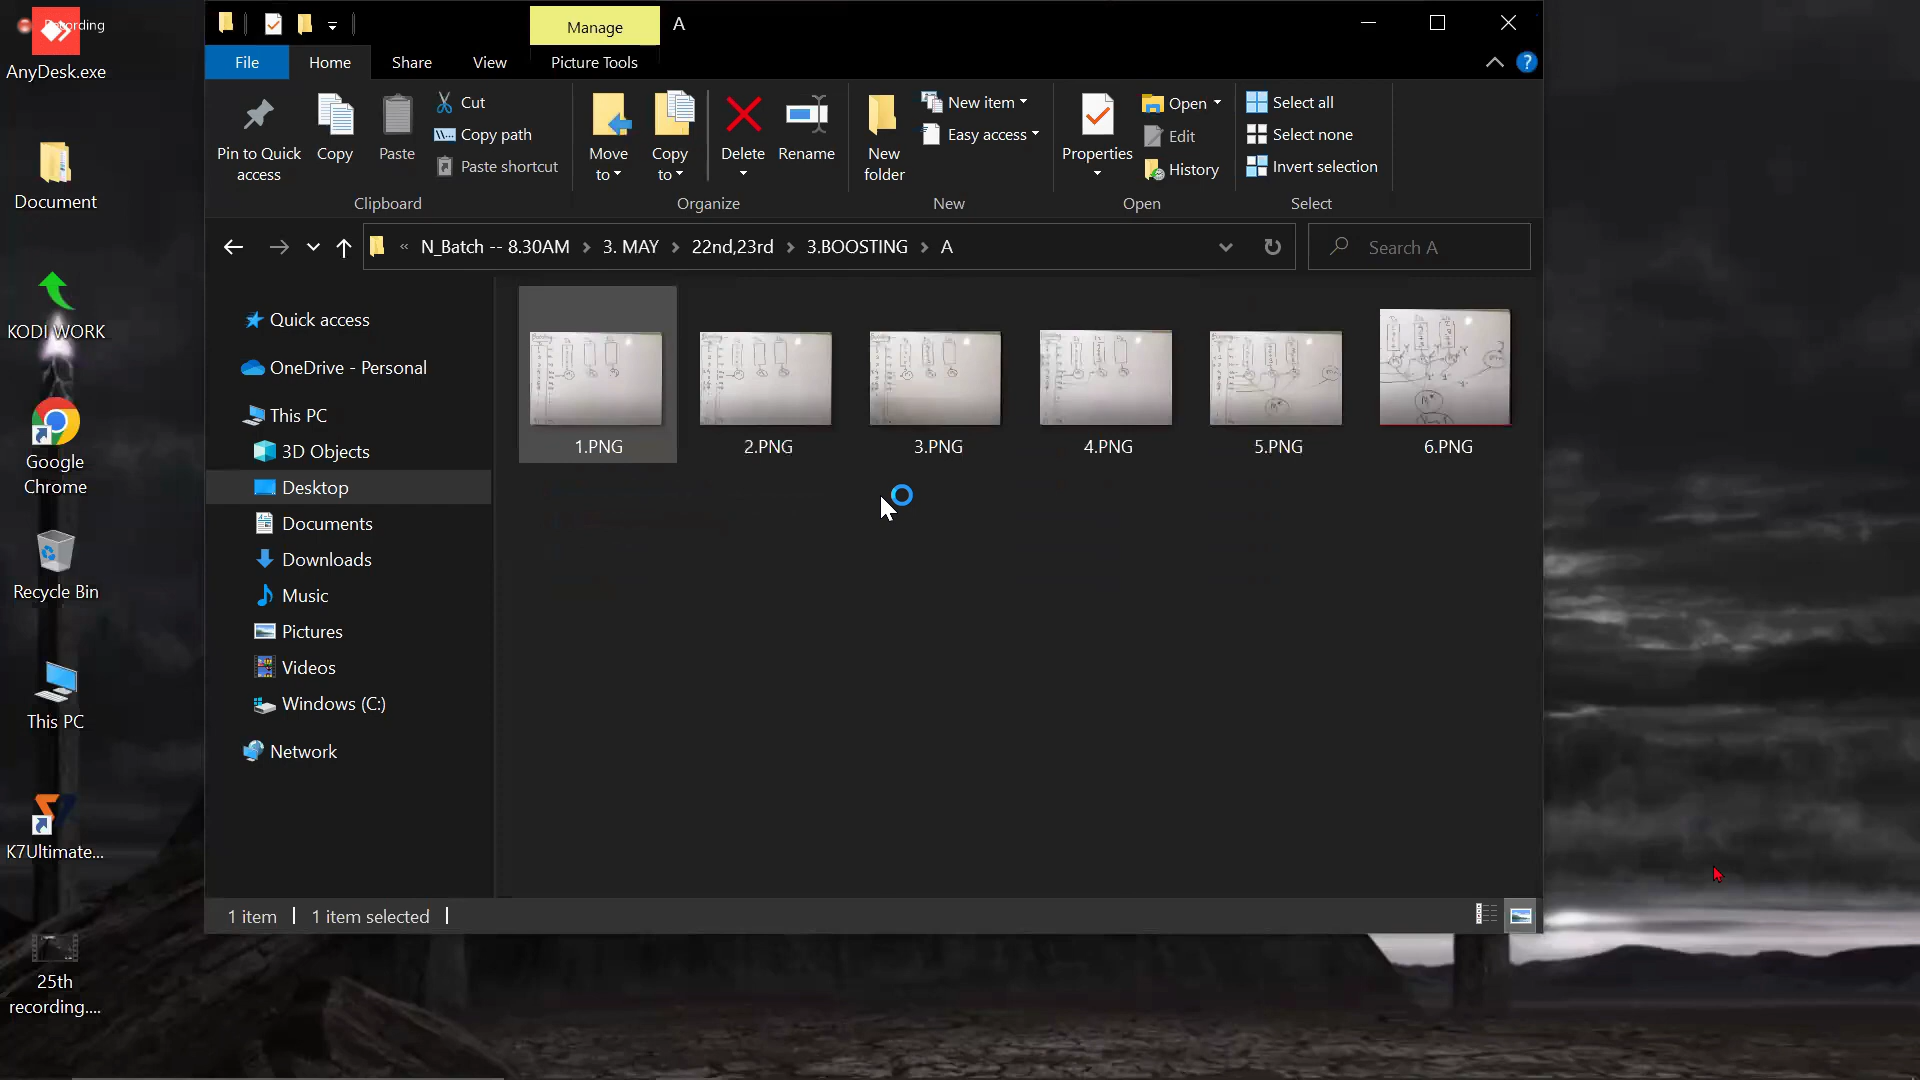 Recording
AnyDesk.exe
Document
KODI WORK
Google
Chrome
Recycle Bin
This PC
K7Ultimate...
25th
recording....
Manage
A
File
Home
Share
View
Picture Tools
Pin to Quick
access
Copy
Paste
Cut
Copy path
Paste shortcut
Clipboard
Move
to
Copy
to
Delete
Rename
Organize
New
folder
New item
Easy access
New
Properties
Open
Edit
History
Open
Select all
Select none
Invert selection
Select
« N_Batch -- 8.30AM > 3. MAY > 22nd,23rd > 3.BOOSTING > A
Search A
Quick access
OneDrive - Personal
This PC
3D Objects
Desktop
Documents
Downloads
Music
Pictures
Videos
Windows (C:)
Network
1.PNG
2.PNG
3.PNG
4.PNG
5.PNG
6.PNG
1 item
1 item selected